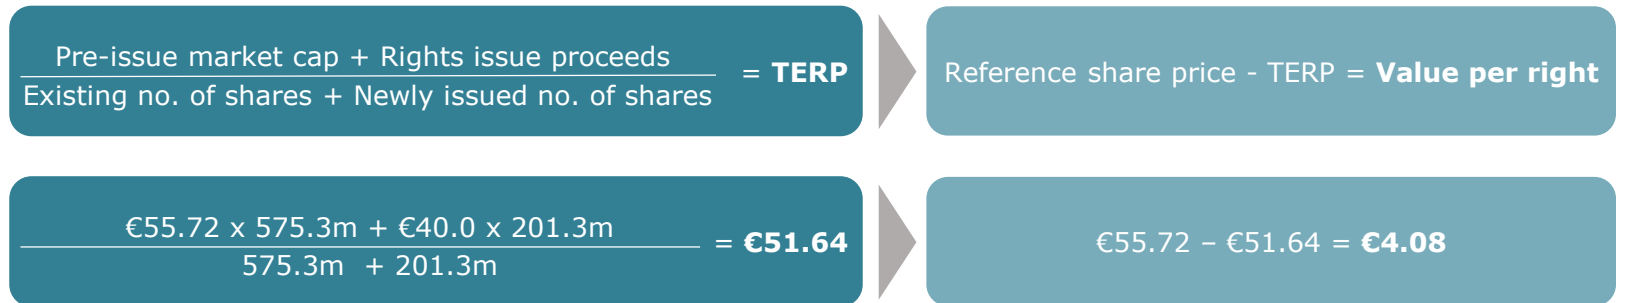 Pre-issue market cap + Rights issue proceeds
Existing no. of shares + Newly issued no. of shares
= TERP
Reference share price - TERP = Value per right
€55.72 x 575.3m + €40.0 x 201.3m
575.3m + 201.3m
= €51.64
€55.72 – €51.64 = €4.08